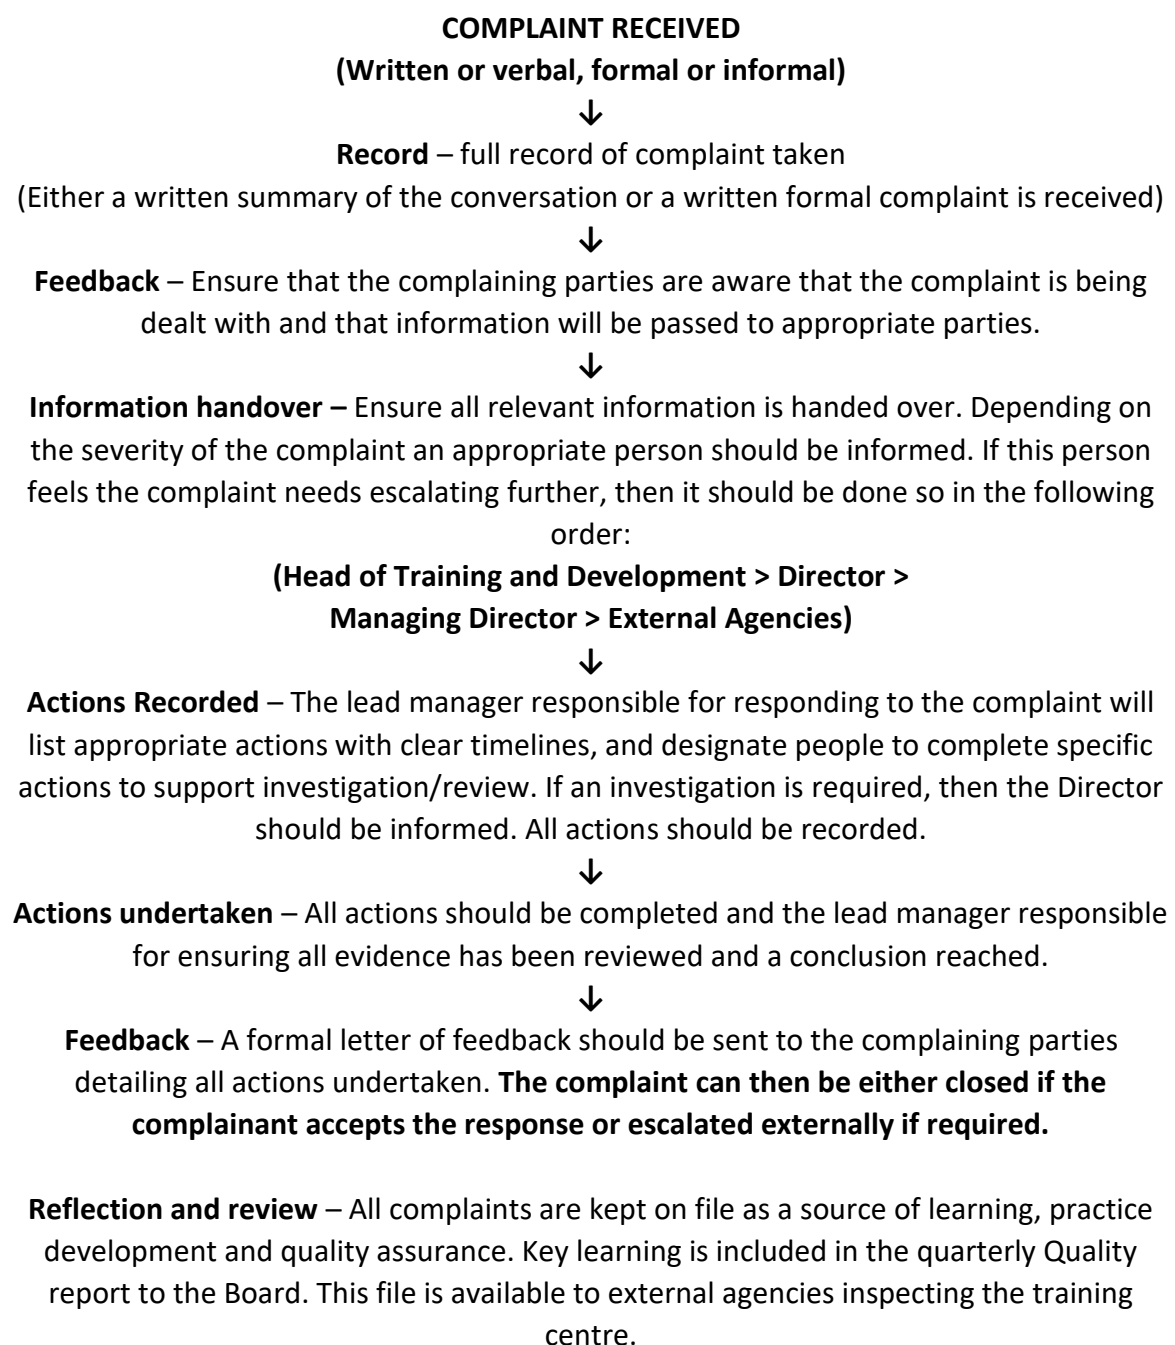 COMPLAINT RECEIVED
(Written or verbal, formal or informal)
↓
Record – full record of complaint taken
(Either a written summary of the conversation or a written formal complaint is received)
↓
Feedback – Ensure that the complaining parties are aware that the complaint is being
dealt with and that information will be passed to appropriate parties.
↓
Information handover – Ensure all relevant information is handed over. Depending on
the severity of the complaint an appropriate person should be informed. If this person
feels the complaint needs escalating further, then it should be done so in the following
order:
(Head of Training and Development > Director >
Managing Director > External Agencies)
↓
Actions Recorded – The lead manager responsible for responding to the complaint will
list appropriate actions with clear timelines, and designate people to complete specific
actions to support investigation/review. If an investigation is required, then the Director
should be informed. All actions should be recorded.
↓
Actions undertaken – All actions should be completed and the lead manager responsible
for ensuring all evidence has been reviewed and a conclusion reached.
↓
Feedback – A formal letter of feedback should be sent to the complaining parties
detailing all actions undertaken. The complaint can then be either closed if the
complainant accepts the response or escalated externally if required.
Reflection and review – All complaints are kept on file as a source of learning, practice
development and quality assurance. Key learning is included in the quarterly Quality
report to the Board. This file is available to external agencies inspecting the training
centre.